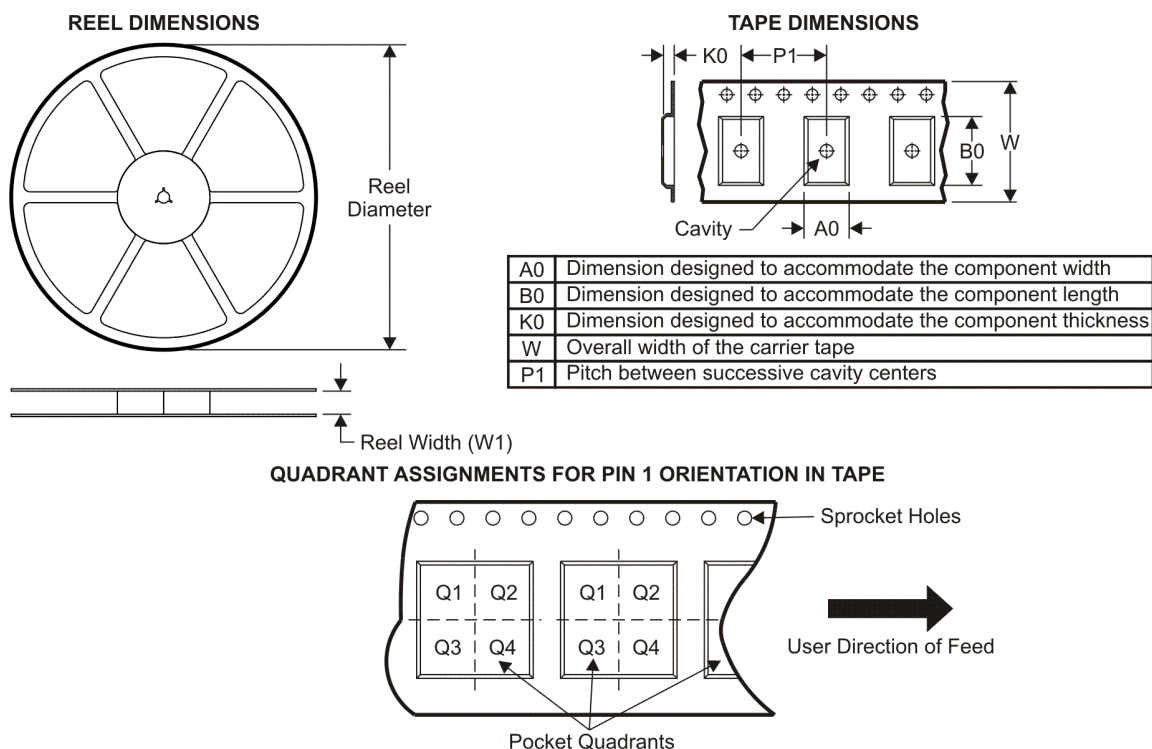 REEL DIMENSIONS
Reel
Diameter
Reel Width (W1)
TAPE DIMENSIONS
K0
P1
B0
W
Cavity
A0
A0 Dimension designed to accommodate the component width
B0 Dimension designed to accommodate the component length
K0 Dimension designed to accommodate the component thickness
W Overall width of the carrier tape
P1 Pitch between successive cavity centers
QUADRANT ASSIGNMENTS FOR PIN 1 ORIENTATION IN TAPE
Sprocket Holes
Q1 Q2 Q1 Q2
Q3 Q4 Q3 Q4
User Direction of Feed
Pocket Quadrants